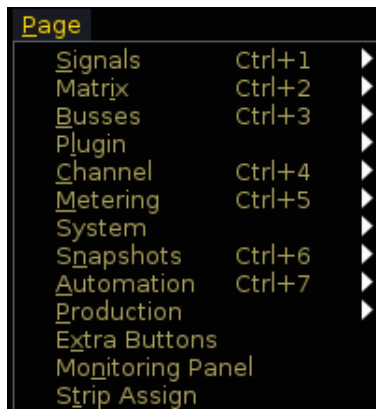 Page
Signals Ctrl+1
Matrix Ctrl+2
Busses Ctrl+3
Plugin
Channel Ctrl+4
Metering Ctrl+5
System
Snapshots Ctrl+6
Automation Ctrl+7
Production
Extra Buttons
Monitoring Panel
Strip Assign